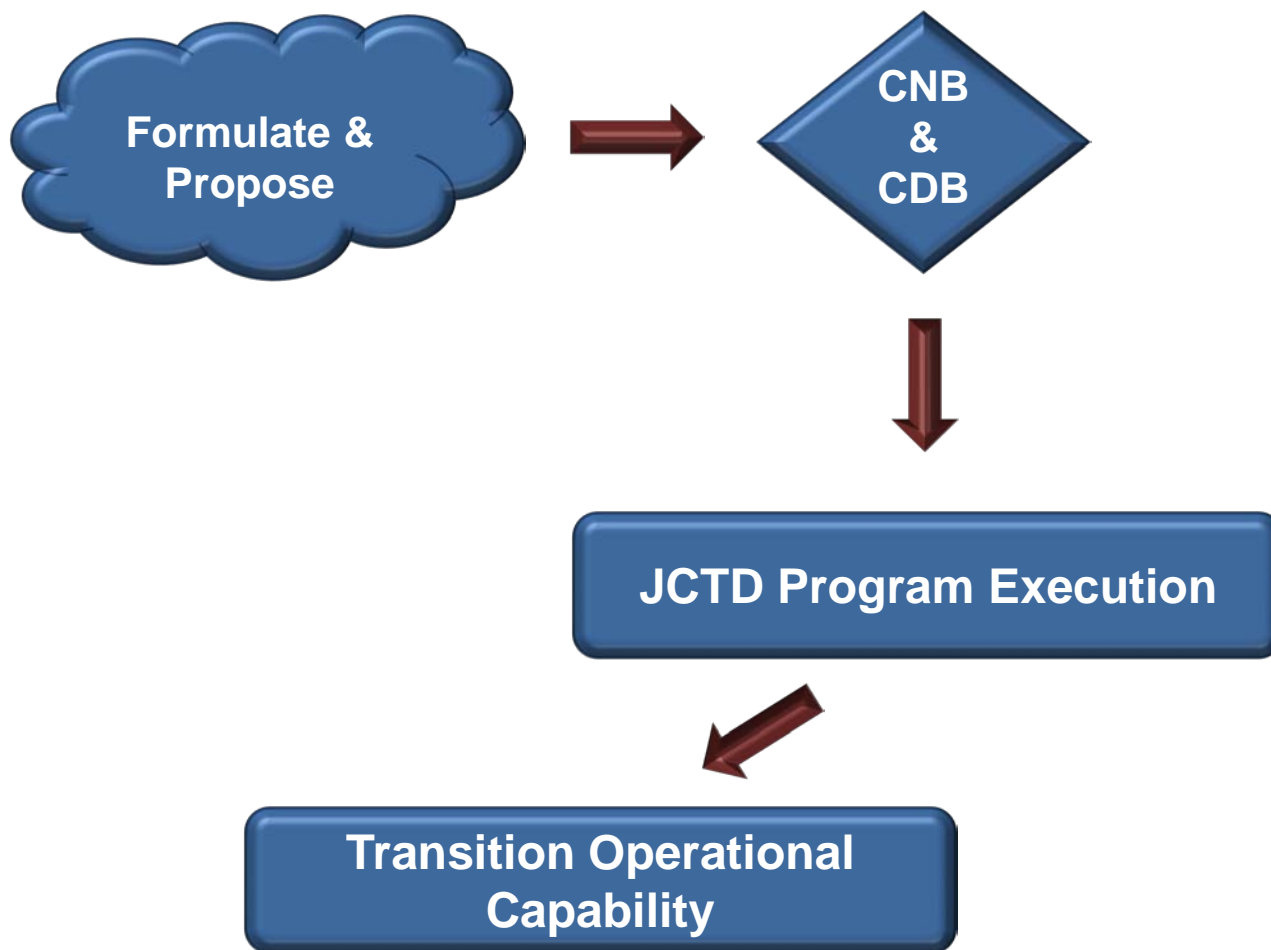 Formulate &
Propose
CNB
&
CDB
JCTD Program Execution
Transition Operational
Capability